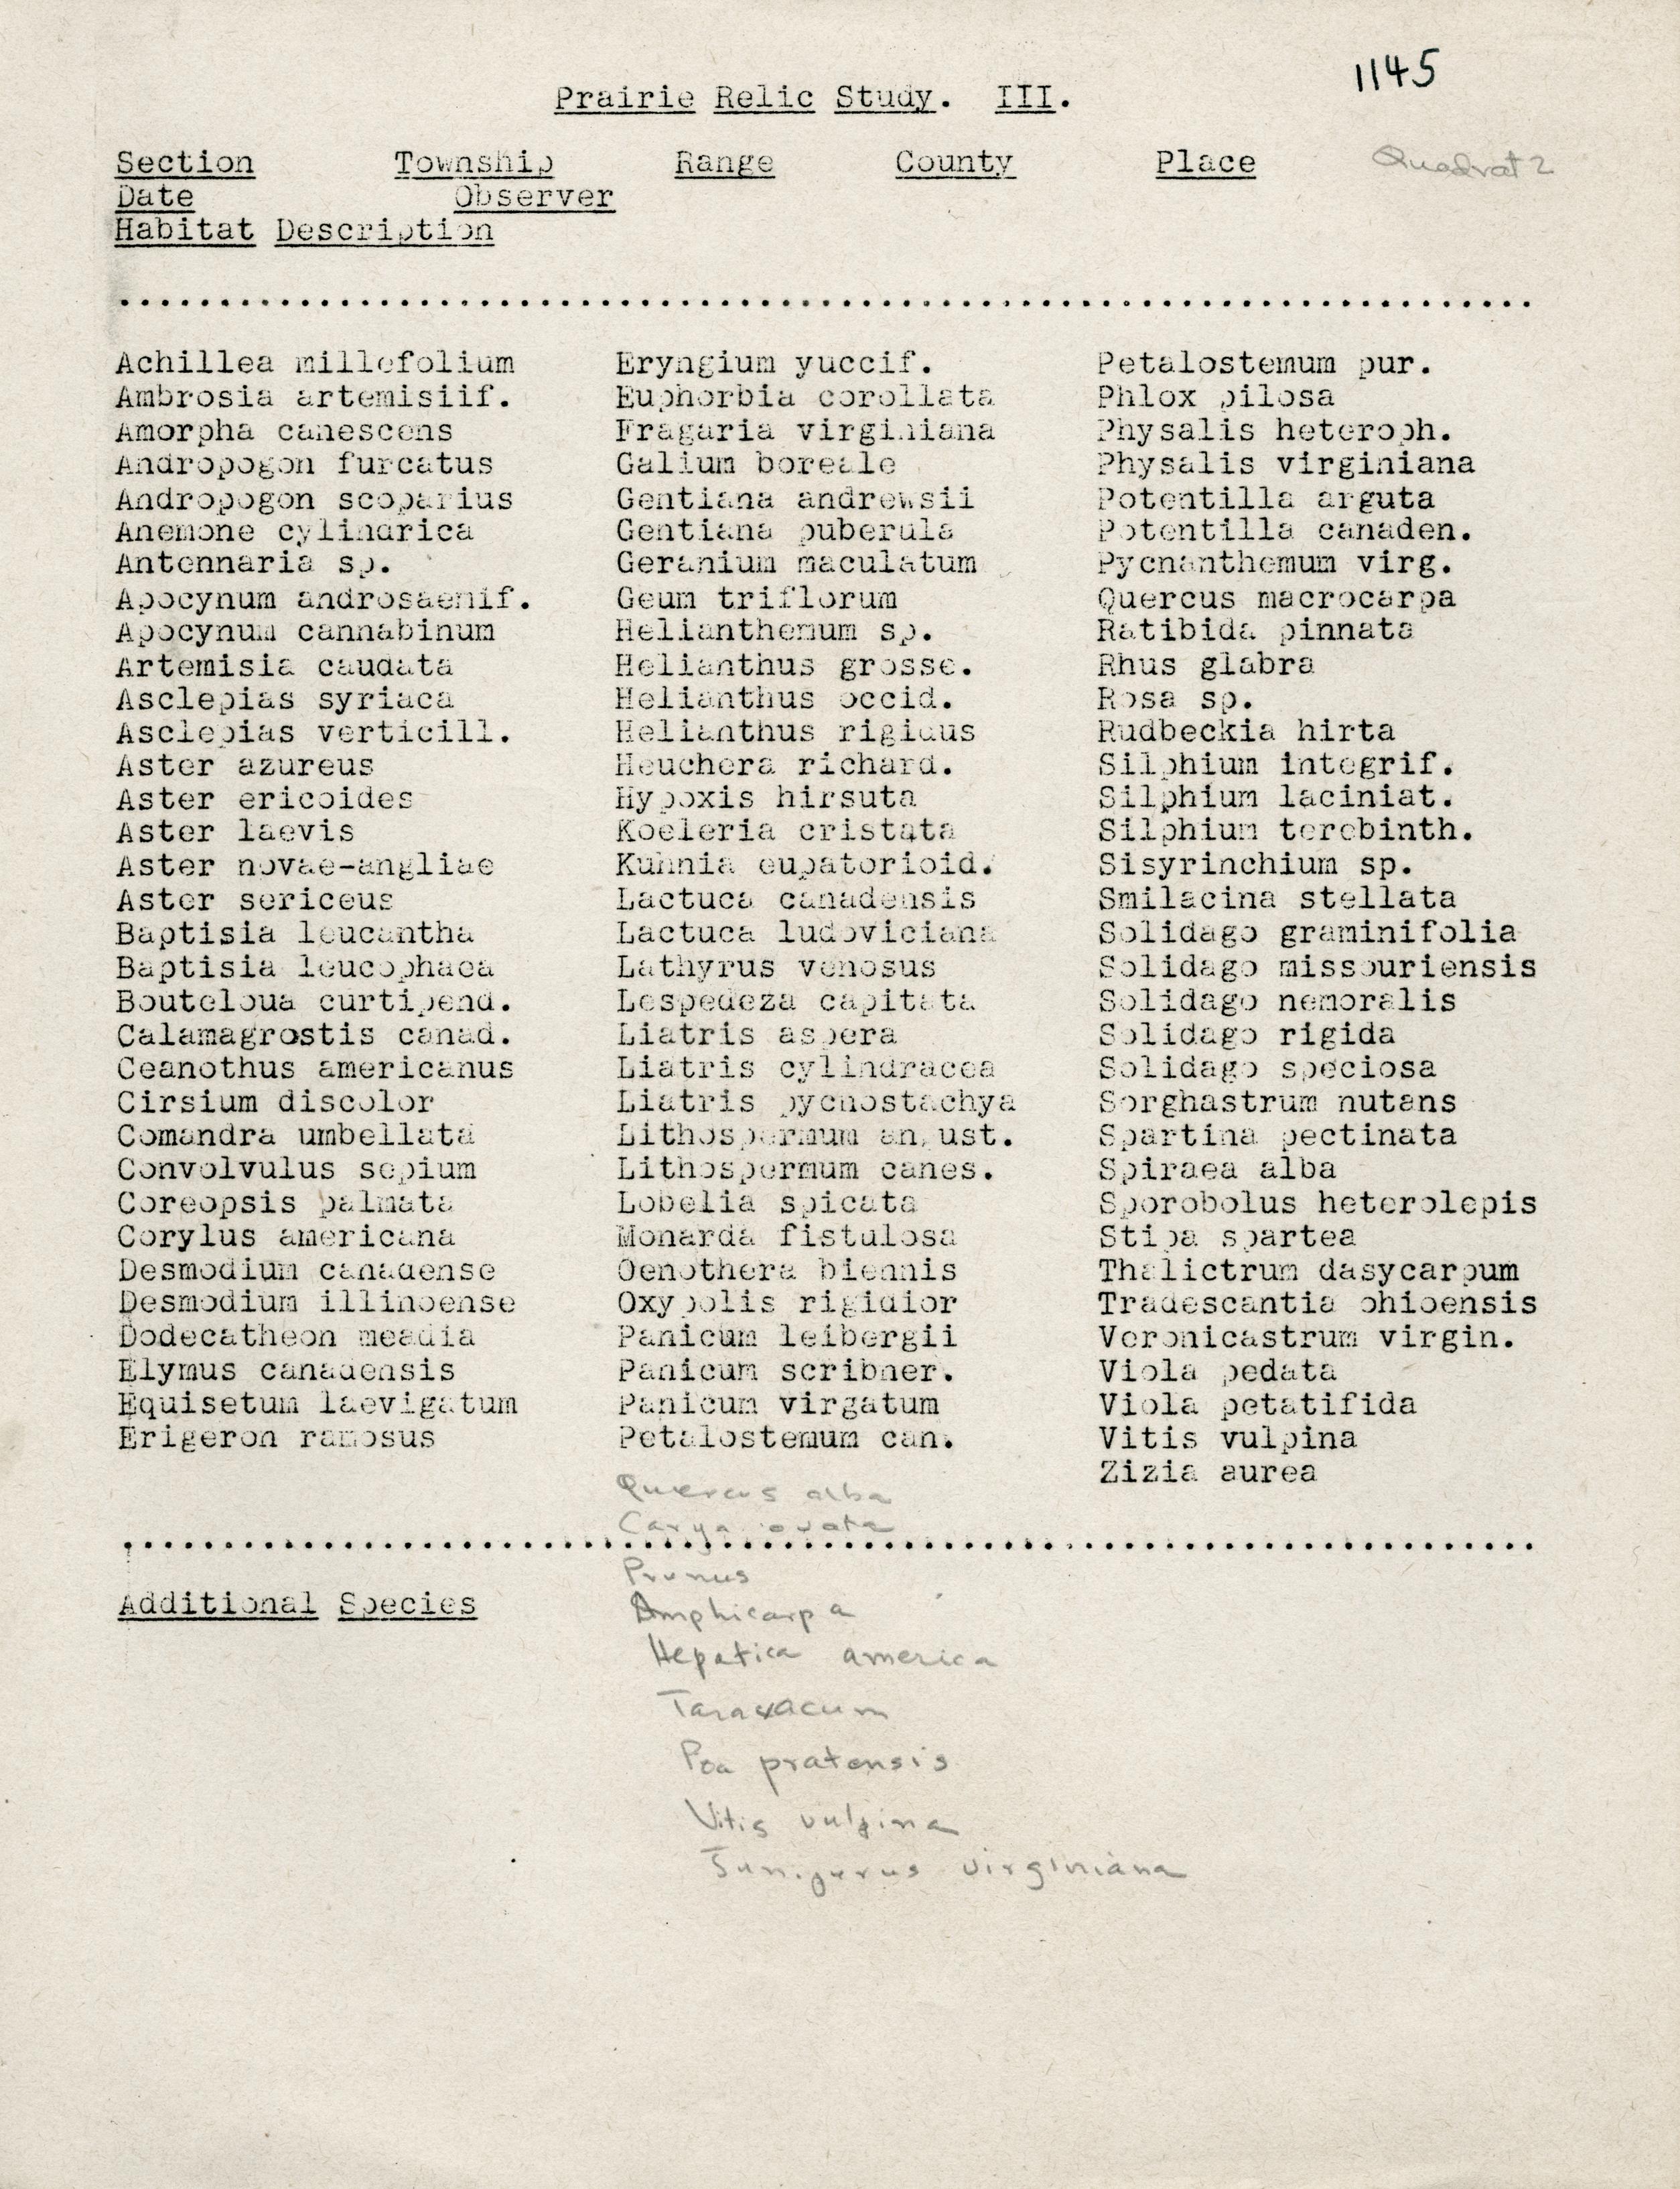 1145
Prairie Relic Study. III.
Section Township Range County Place Quadrat 2
Date Observer
Habitat Description
Achillea millefolium
Ambrosia artemisiif.
Amorpha canescens
Andropogon furcatus
Andropogon scoparius
Anemone cylindrica
Antennaria sp.
Apocynum androsaemif.
Apocynum cannabinum
Artemisia caudata
Asclepias syriaca
Asclepias verticill.
Aster azureus
Aster ericoides
Aster laevis
Aster novae-angliae
Aster sericeus
Baptisia leucantha
Baptisia leucophaea
Bouteloua curtipend.
Calamagrostis canad.
Ceanothus americanus
Cirsium discolor
Comandra umbellata
Convolvulus sepium
Coreopsis palmata
Corylus americana
Desmodium canadense
Desmodium illinoense
Dodecatheon meadia
Elymus canadensis
Equisetum laevigatum
Erigeron ramosus
Eryngium yuccif.
Euphorbia corollata
Fragaria virginiana
Galium boreale
Gentiana andrewsii
Gentiana puberula
Geranium maculatum
Geum triflorum
Helianthemum sp.
Helianthus grosse.
Helianthus occid.
Helianthus rigidus
Heuchera richard.
Hypoxis hirsuta
Koeleria cristata
Kuhnia eupatorioid.
Lactuca canadensis
Lactuca ludoviciana
Lathyrus venosus
Lespedeza capitata
Liatris aspera
Liatris cylindracea
Liatris pycnostachya
Lithospermum angust.
Lithospermum canes.
Lobelia spicata
Monarda fistulosa
Oenothera biennis
Oxypolis rigidior
Panicum leibergii
Panicum scribner.
Panicum virgatum
Petalostemum can.
Petalostemum pur.
Phlox pilosa
Physalis heteroph.
Physalis virginiana
Potentilla arguta
Potentilla canaden.
Pycnanthemum virg.
Quercus macrocarpa
Ratibida pinnata
Rhus glabra
Rosa sp.
Rudbeckia hirta
Silphium integrif.
Silphium laciniat.
Silphium terebinth.
Sisyrinchium sp.
Smilacina stellata
Solidago graminifolia
Solidago missouriensis
Solidago nemoralis
Solidago rigida
Solidago speciosa
Sorghastrum nutans
Spartina pectinata
Spiraea alba
Sporobolus heterolepis
Stipa spartea
Thalictrum dasycarpum
Tradescantia ohioensis
Veronicastrum virgin.
Viola pedata
Viola petatifida
Vitis vulpina
Zizia aurea
Quercus alba
Carya ovata
Prunus
Additional Species
Amphicarpa
Hepatica america
Taraxacum
Poa pratensis
Vitis vulpina
Juniperus virginiana